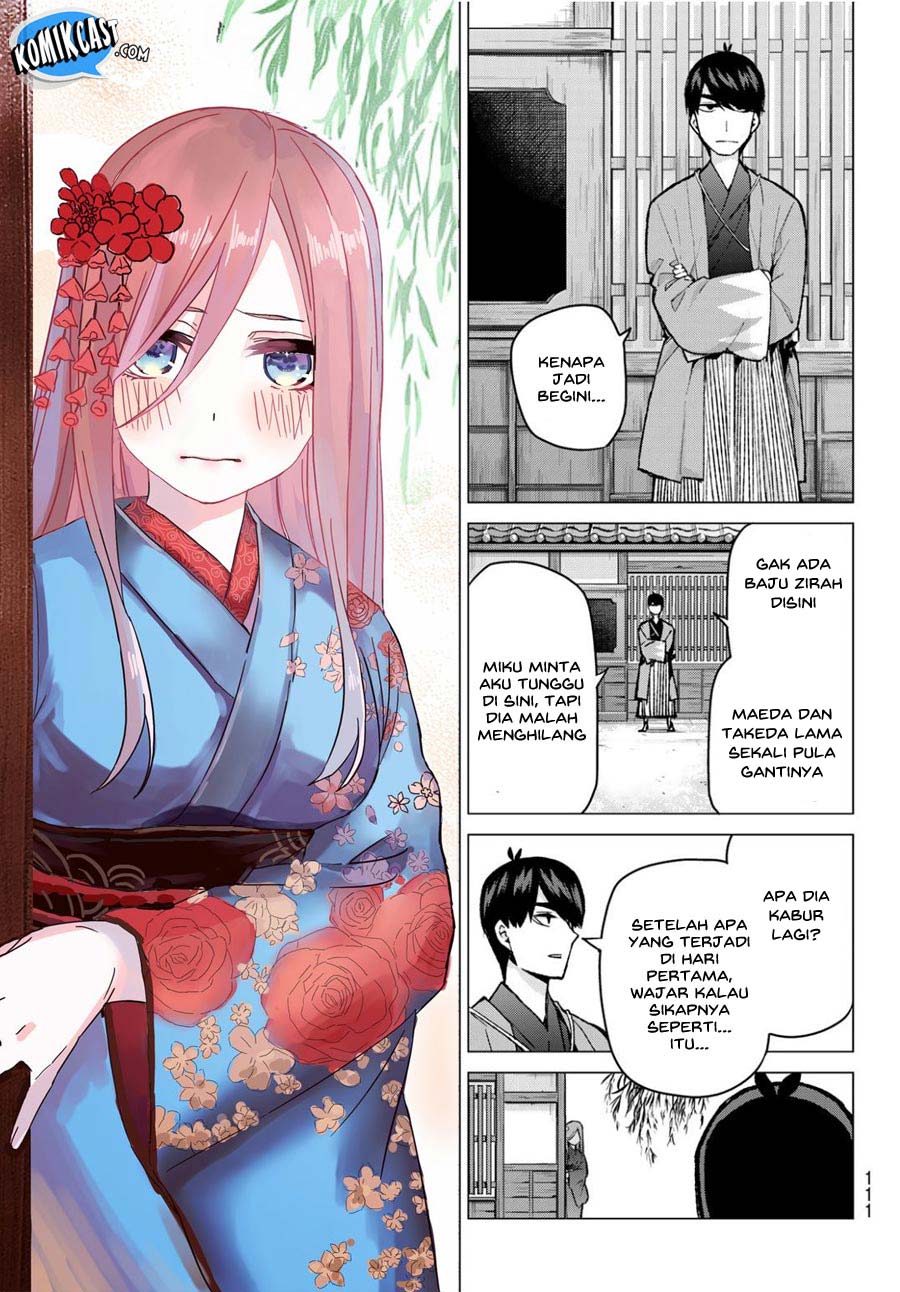 KOMIKCAST
.COM
KENAPA
JADI
BEGINI...
GAK ADA
BAJU ZIRAH
DISINI
MAEDA DAN
TAKEDA LAMA
SEKALI PULA
GANTINYA
MIKU MINTA
AKU TUNGGU
DI SINI, TAPI
DIA MALAH
MENGHILANG
APA DIA
KABUR
LAGI?
SETELAH APA
YANG TERJADI
DI HARI
PERTAMA,
WAJAR KALAU
SIKAPNYA
SEPERTI...
ITU...
111